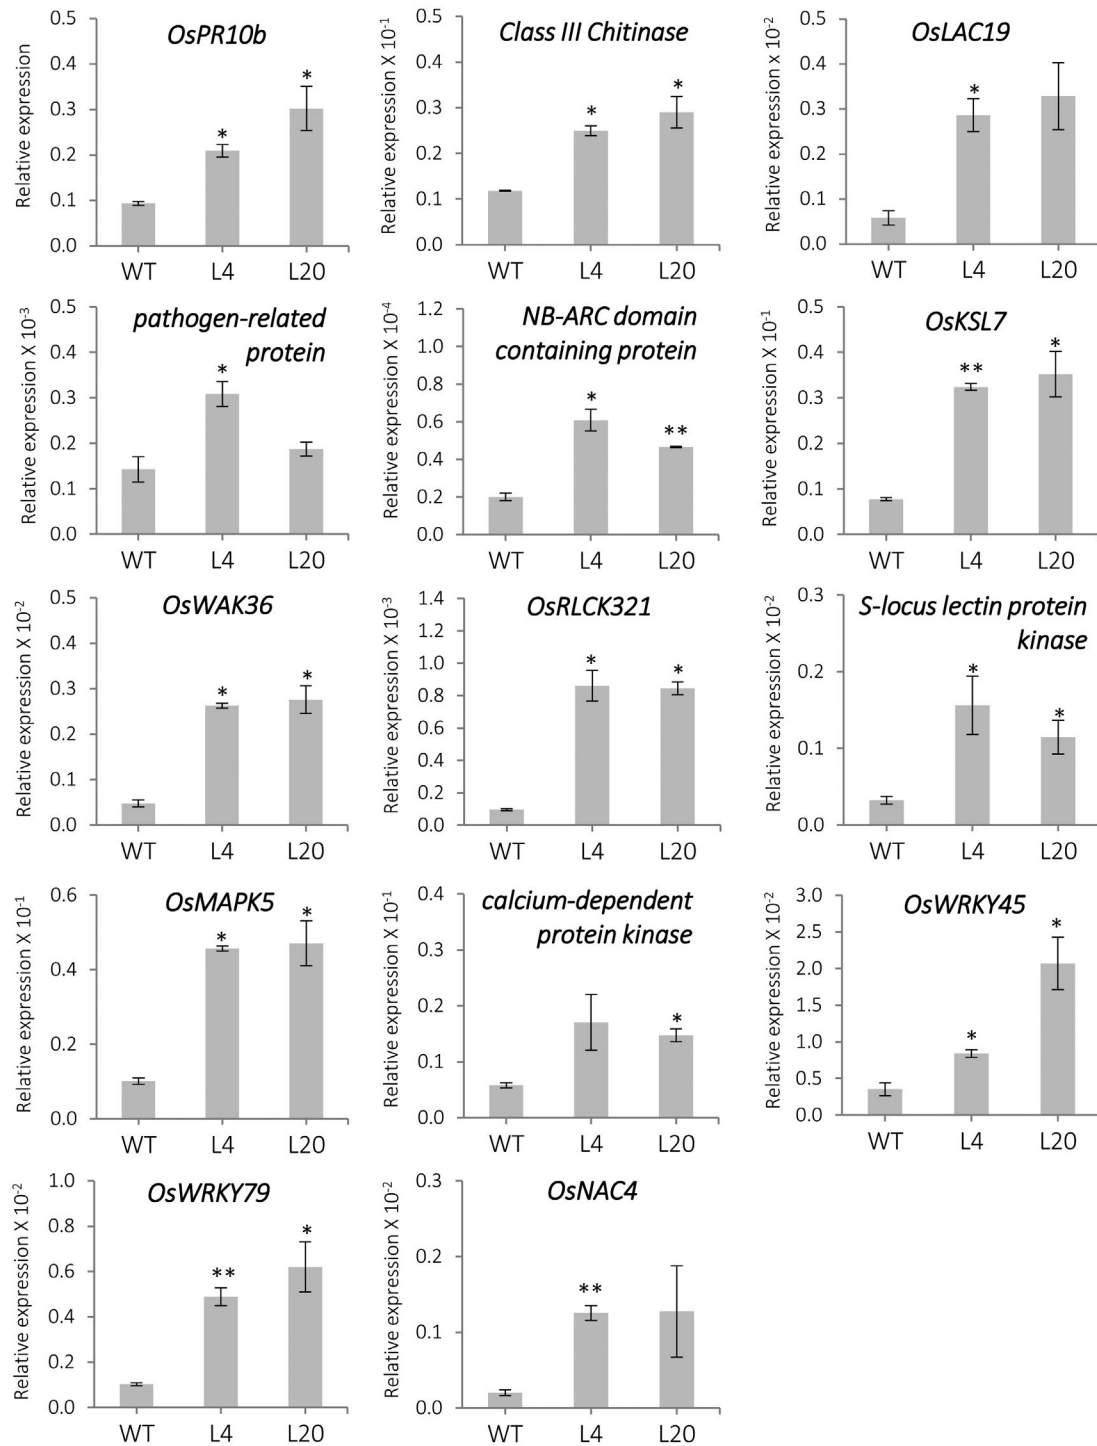 OsPR10b
Relative expression
0.5
0.4
0.3
0.2
0.1
0.0
*
*
WT L4 L20
Class III Chitinase
Relative expression X 10-1
0.5
0.4
0.3
0.2
0.1
0.0
*
*
WT L4 L20
OsLAC19
Relative expression X 10-2
0.5
0.4
0.3
0.2
0.1
0.0
*
WT L4 L20
pathogen-related
protein
Relative expression X 10-3
0.5
0.4
0.3
0.2
0.1
0.0
*
WT L4 L20
NB-ARC domain
containing protein
Relative expression X 10-4
1.2
1.0
0.8
0.6
0.4
0.2
0.0
*
**
WT L4 L20
OsKSL7
Relative expression X 10-1
0.5
0.4
0.3
0.2
0.1
0.0
**
*
WT L4 L20
OsWAK36
Relative expression X 10-2
0.5
0.4
0.3
0.2
0.1
0.0
*
*
WT L4 L20
OsRLCK321
Relative expression X 10-3
1.4
1.2
1.0
0.8
0.6
0.4
0.2
0.0
*
*
WT L4 L20
S-locus lectin protein
kinase
Relative expression X 10-2
0.3
0.2
0.1
0.0
*
*
WT L4 L20
OsMAPK5
Relative expression X 10-1
0.6
0.4
0.2
0.0
*
*
WT L4 L20
calcium-dependent
protein kinase
Relative expression X 10-1
0.4
0.3
0.2
0.1
0.0
*
WT L4 L20
OsWRKY45
Relative expression X 10-2
3.0
2.5
2.0
1.5
1.0
0.5
0.0
*
*
WT L4 L20
OsWRKY79
Relative expression X 10-2
1.0
0.8
0.6
0.4
0.2
0.0
**
*
WT L4 L20
OsNAC4
Relative expression X 10-2
0.3
0.2
0.1
0.0
**
WT L4 L20